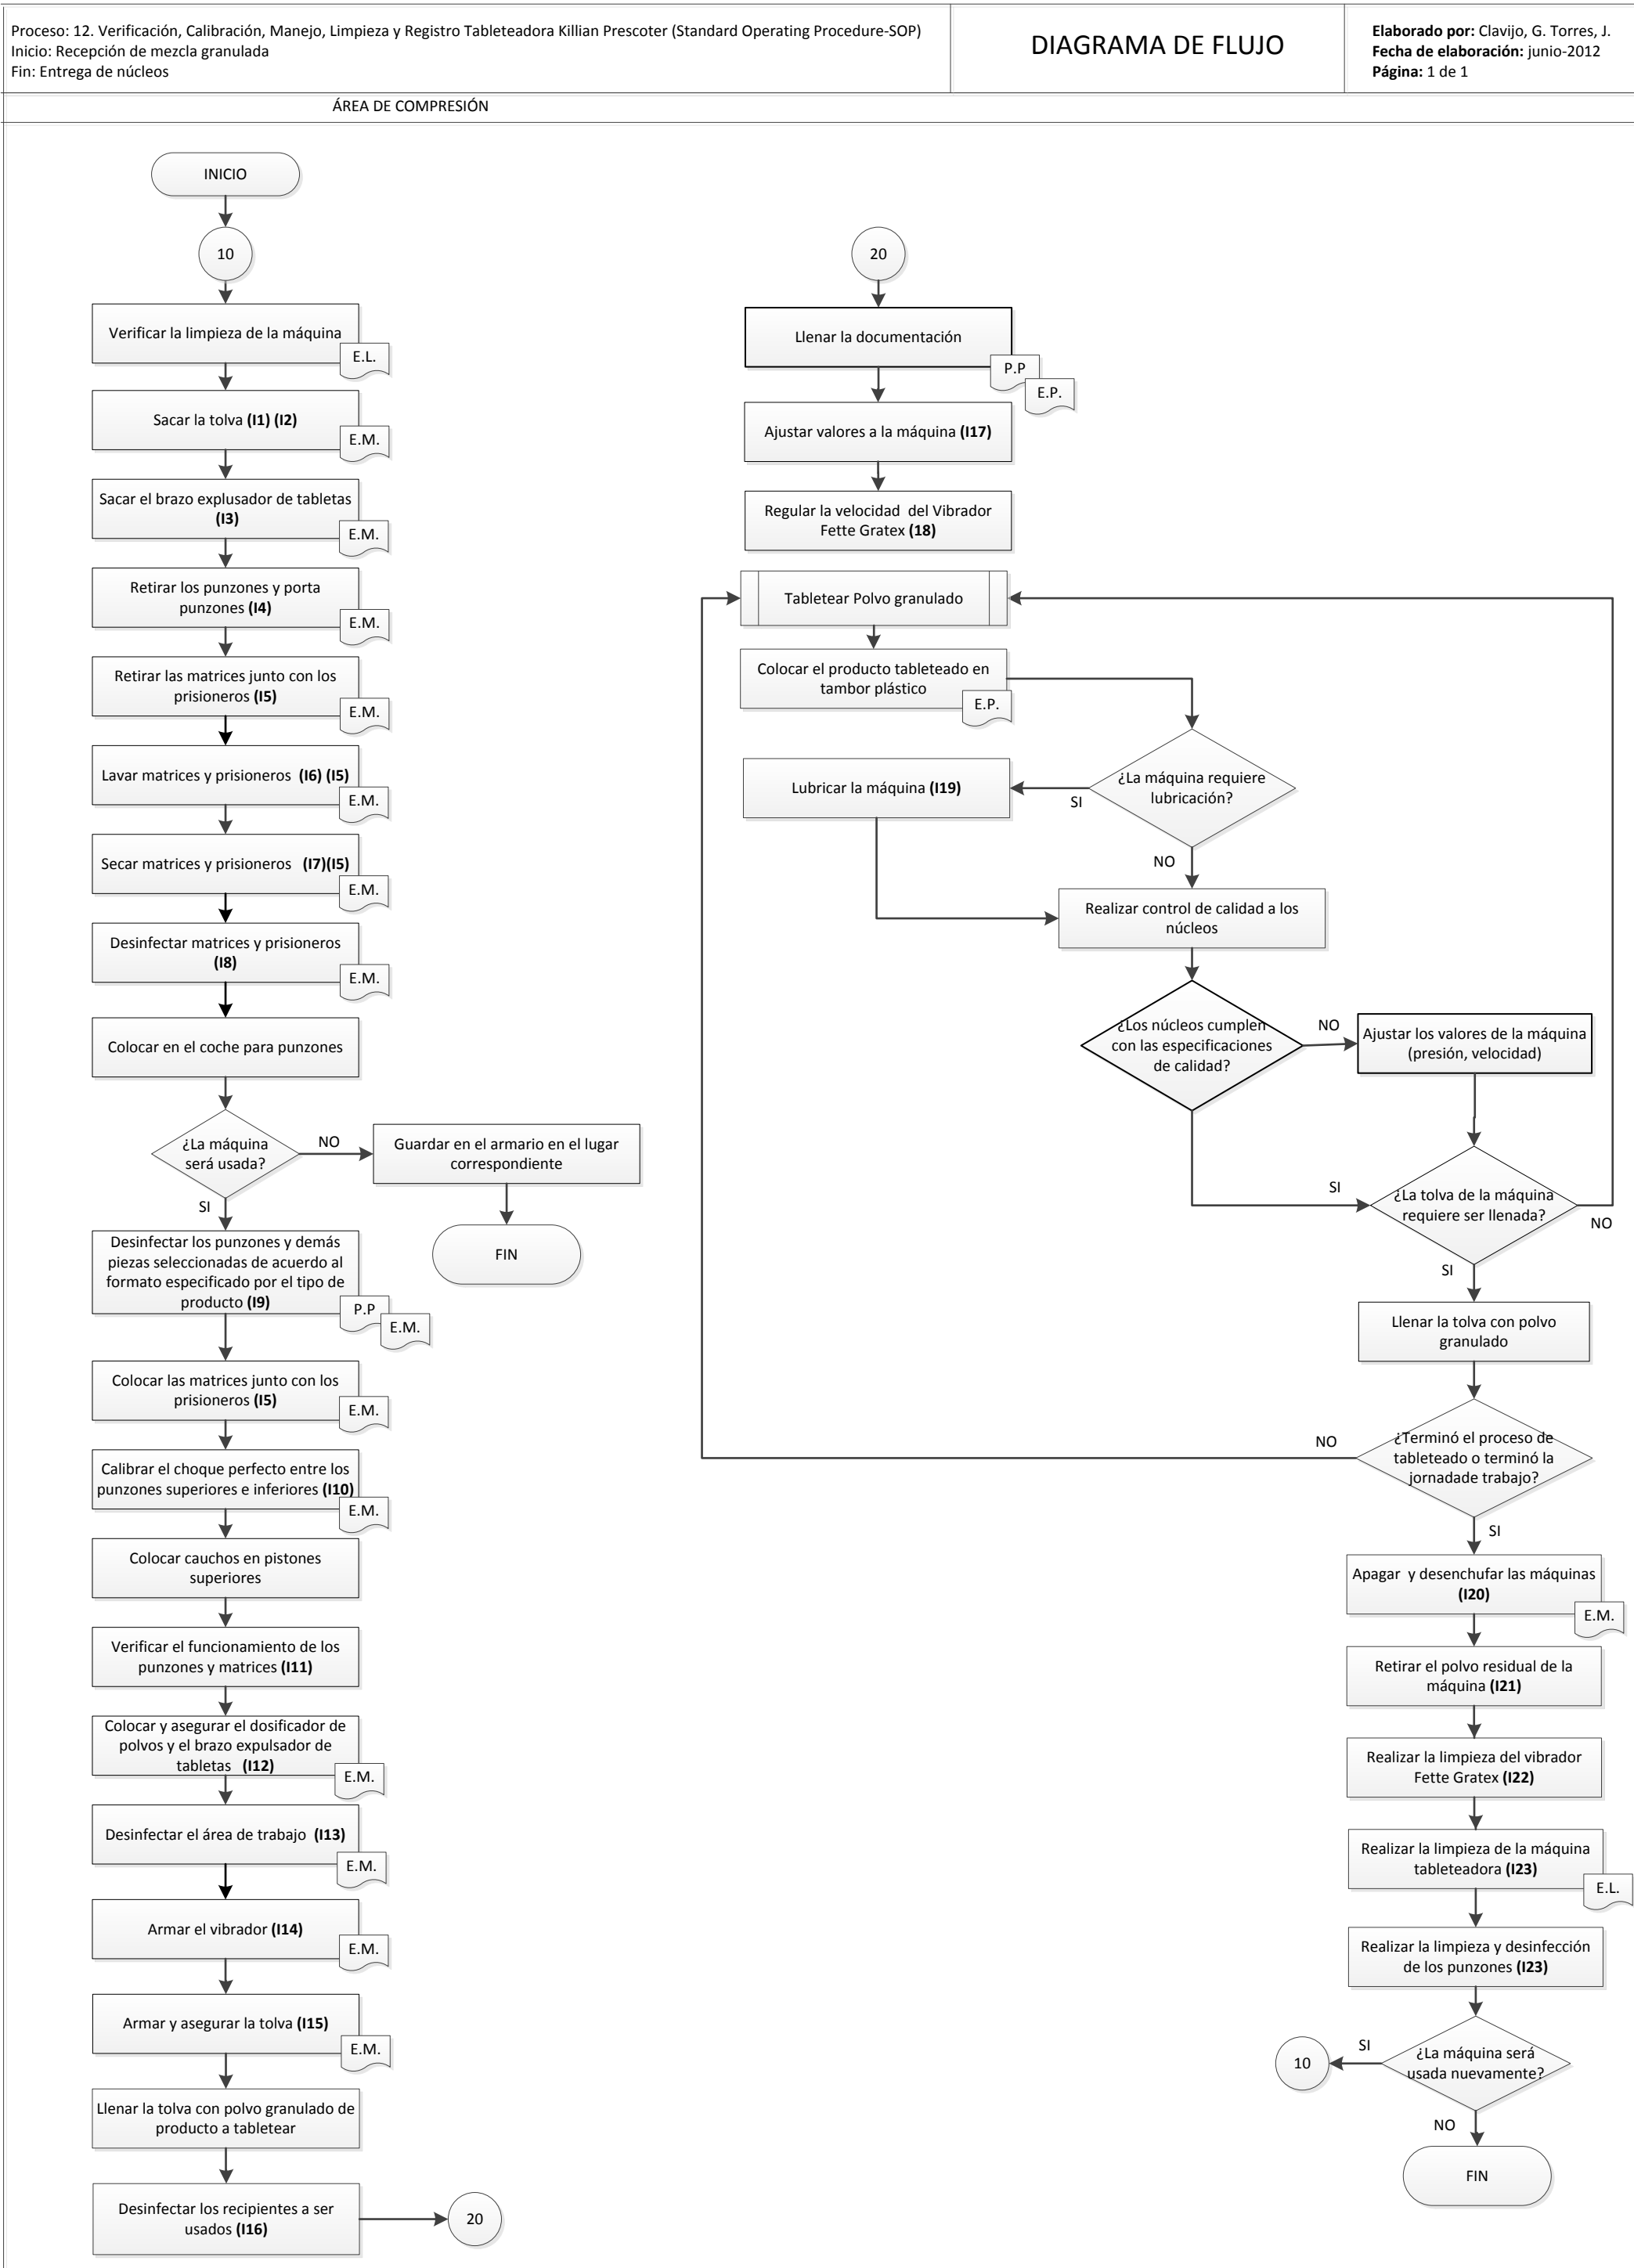 Proceso: 12. Verificación, Calibración, Manejo, Limpieza y Registro Tableteadora Killian Prescoter (Standard Operating Procedure-SOP)
Inicio: Recepción de mezcla granulada
Fin: Entrega de núcleos
DIAGRAMA DE FLUJO
Elaborado por: Clavijo, G. Torres, J.
Fecha de elaboración: junio-2012
Página: 1 de 1
ÁREA DE COMPRESIÓN
INICIO
10
Verificar la limpieza de la máquina
E.L.
Sacar la tolva (I1) (I2)
E.M.
Sacar el brazo explusador de tabletas
(I3)
E.M.
Retirar los punzones y porta
punzones (I4)
E.M.
Retirar las matrices junto con los
prisioneros (I5)
E.M.
Lavar matrices y prisioneros (I6) (I5)
E.M.
Secar matrices y prisioneros (I7)(I5)
E.M.
Desinfectar matrices y prisioneros
(I8)
E.M.
Colocar en el coche para punzones
¿La máquina
será usada?
NO
Guardar en el armario en el lugar
correspondiente
FIN
SI
Desinfectar los punzones y demás
piezas seleccionadas de acuerdo al
formato especificado por el tipo de
producto (I9)
P.P
E.M.
Colocar las matrices junto con los
prisioneros (I5)
E.M.
Calibrar el choque perfecto entre los
punzones superiores e inferiores (I10)
E.M.
Colocar cauchos en pistones
superiores
Verificar el funcionamiento de los
punzones y matrices (I11)
Colocar y asegurar el dosificador de
polvos y el brazo expulsador de
tabletas (I12)
E.M.
Desinfectar el área de trabajo (I13)
E.M.
Armar el vibrador (I14)
E.M.
Armar y asegurar la tolva (I15)
E.M.
Llenar la tolva con polvo granulado de
producto a tabletear
Desinfectar los recipientes a ser
usados (I16)
20
20
Llenar la documentación
P.P
E.P.
Ajustar valores a la máquina (I17)
Regular la velocidad del Vibrador
Fette Gratex (18)
Tabletear Polvo granulado
Colocar el producto tableteado en
tambor plástico
E.P.
¿La máquina requiere
lubricación?
SI
Lubricar la máquina (I19)
NO
Realizar control de calidad a los
núcleos
¿Los núcleos cumplen
con las especificaciones
de calidad?
NO
Ajustar los valores de la máquina
(presión, velocidad)
SI
¿La tolva de la máquina
requiere ser llenada?
NO
SI
Llenar la tolva con polvo
granulado
¿Terminó el proceso de
tableteado o terminó la
jornadade trabajo?
NO
SI
Apagar y desenchufar las máquinas
(I20)
E.M.
Retirar el polvo residual de la
máquina (I21)
Realizar la limpieza del vibrador
Fette Gratex (I22)
Realizar la limpieza de la máquina
tableteadora (I23)
E.L.
Realizar la limpieza y desinfección
de los punzones (I23)
¿La máquina será
usada nuevamente?
SI
10
NO
FIN